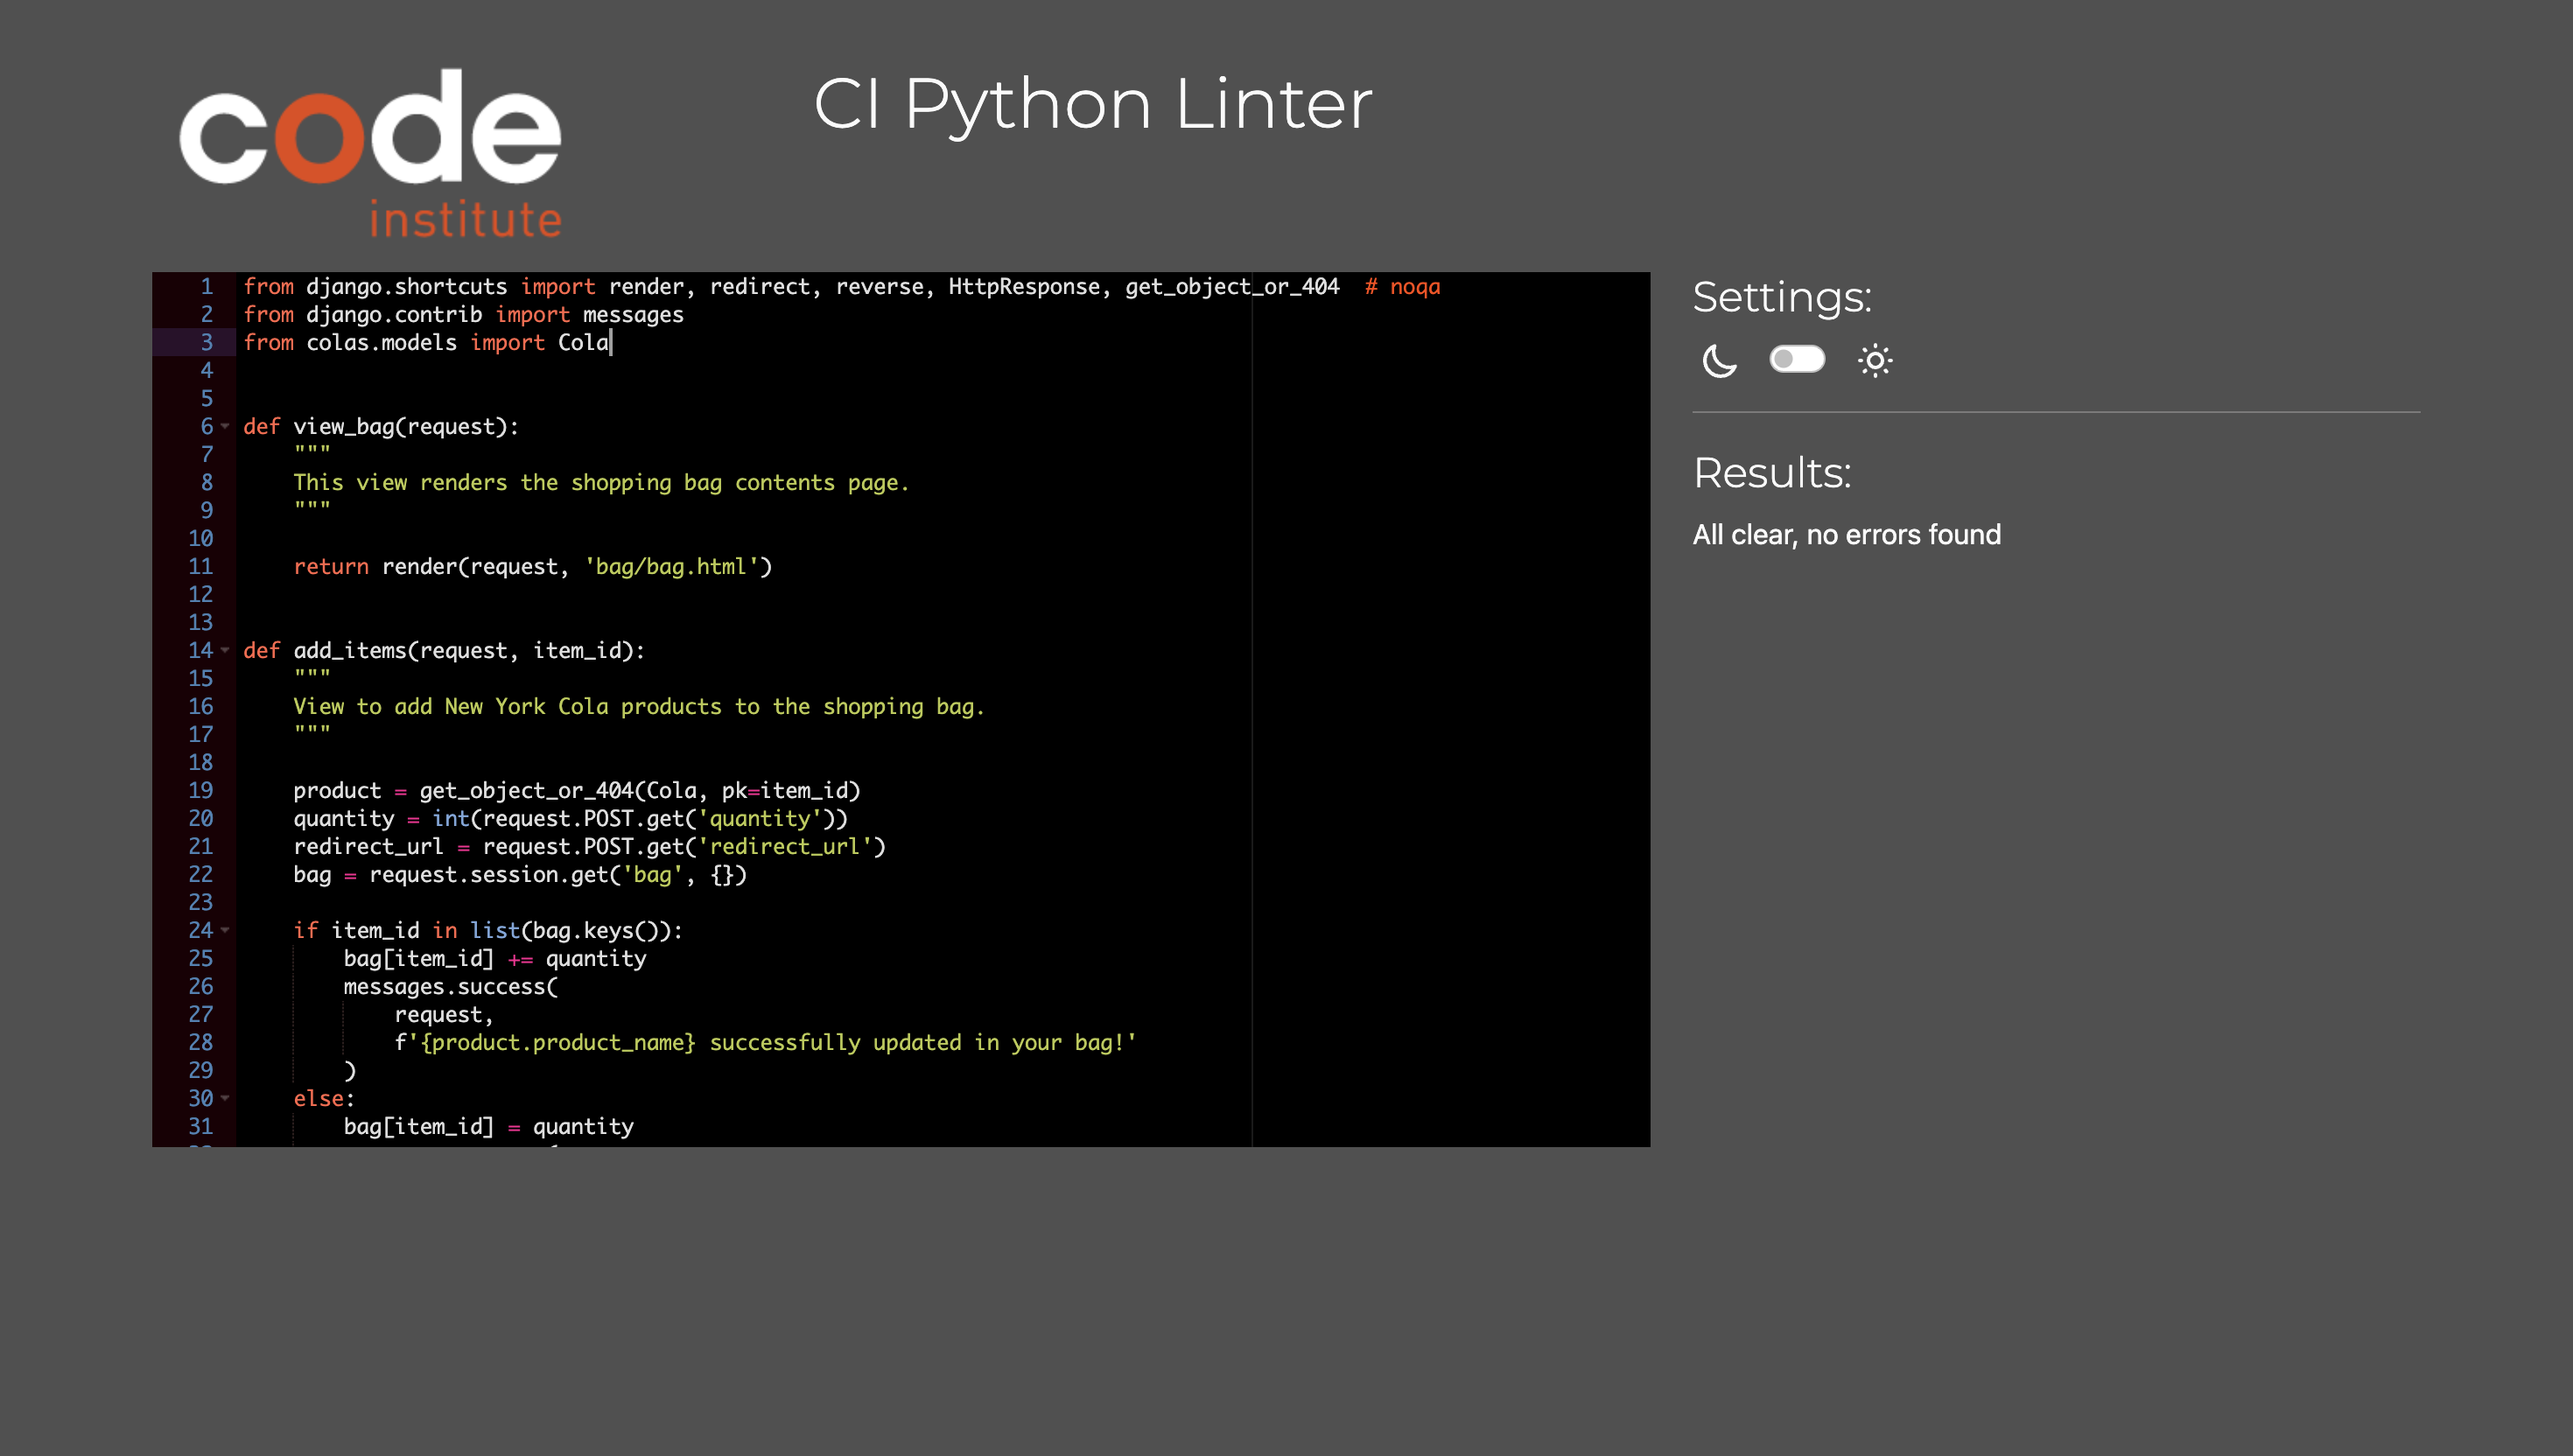 code
institute
CI Python Linter
1 from django.shortcuts import render, redirect, reverse, HttpResponse, get_object_or_404  # noqa
2 from django.contrib import messages
3 from colas.models import Cola
4
5
6 def view_bag(request):
7     """
8     This view renders the shopping bag contents page.
9     """
10
11     return render(request, 'bag/bag.html')
12
13
14 def add_items(request, item_id):
15     """
16     View to add New York Cola products to the shopping bag.
17     """
18
19     product = get_object_or_404(Cola, pk=item_id)
20     quantity = int(request.POST.get('quantity'))
21     redirect_url = request.POST.get('redirect_url')
22     bag = request.session.get('bag', {})
23
24     if item_id in list(bag.keys()):
25         bag[item_id] += quantity
26         messages.success(
27             request,
28             f'{product.product_name} successfully updated in your bag!'
29         )
30     else:
31         bag[item_id] = quantity
Settings:
Results:
All clear, no errors found